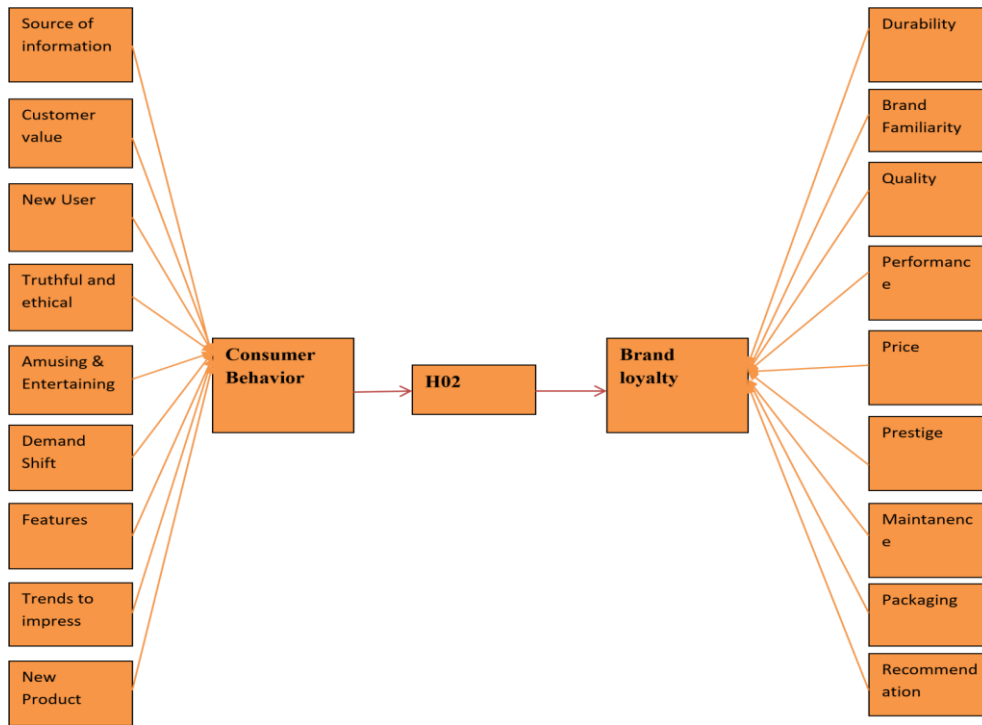 Source of
information
Customer
value
New User
Truthful and
ethical
Amusing &
Entertaining
Demand
Shift
Features
Trends to
impress
New
Product
Consumer
Behavior
H02
Brand
loyalty
Durability
Brand
Familiarity
Quality
Performanc
e
Price
Prestige
Maintanenc
e
Packaging
Recommend
ation